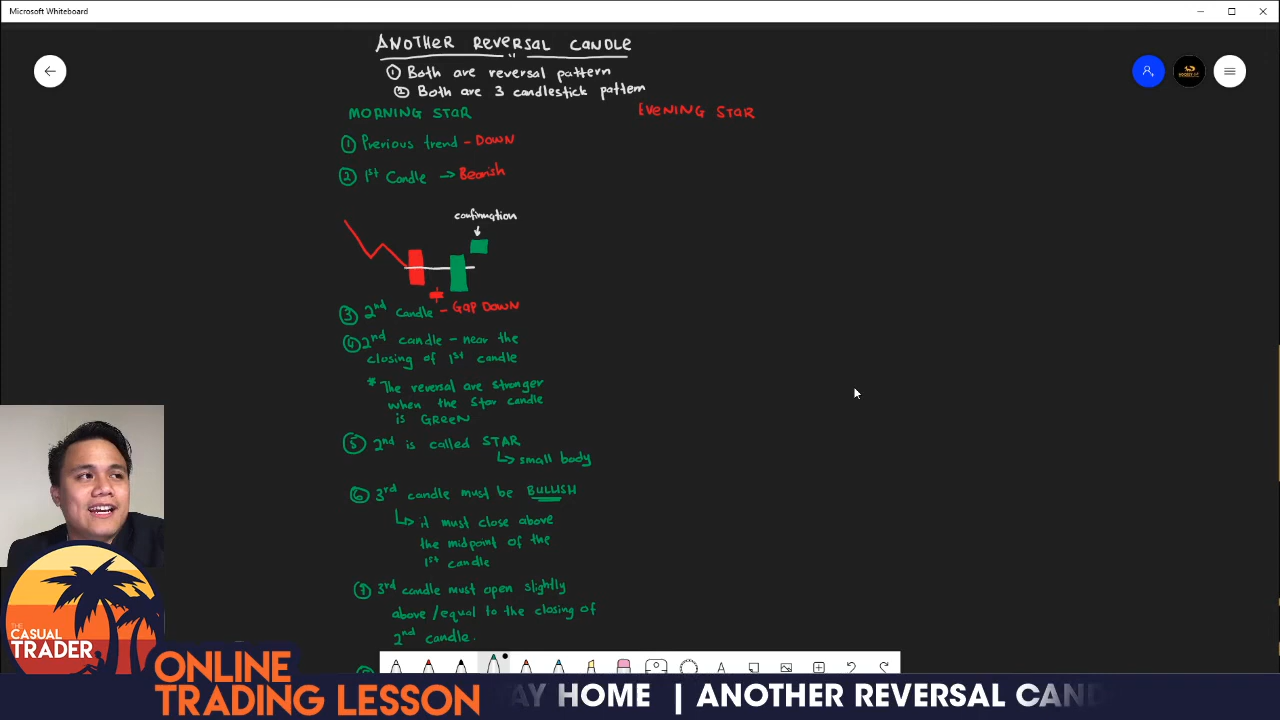 Microsoft Whiteboard
ANOTHER REVERSAL CANDLE
① Both are reversal pattern
② Both are 3 candlestick pattern
MORNING STAR
EVENING STAR
① Previous trend - DOWN
② 1st Candle → Bearish
confirmation
③ 2nd Candle - GAP DOWN
④ 2nd candle - near the
closing of 1st candle
* The reversal are stronger
when the Star candle
is GREEN
⑤ 2nd is called STAR
↳ small body
⑥ 3rd candle must be BULLISH
↳ it must close above
the midpoint of the
1st candle
⑦ 3rd candle must open slightly
above/equal to the closing of
2nd candle.
THE
CASUAL
TRADER
ONLINE
TRADING LESSON
AY HOME | ANOTHER REVERSAL CAND